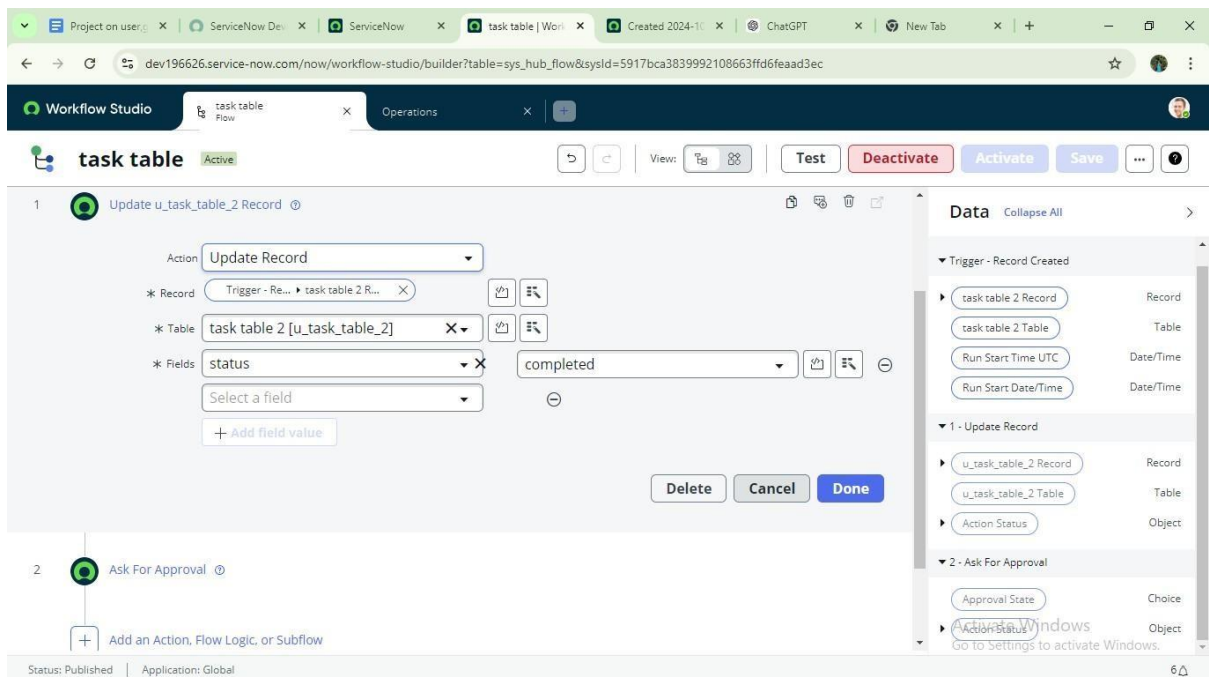 Project on user,g
ServiceNow Dev
ServiceNow
task table | Work
Created 2024-10
ChatGPT
New Tab
dev196626.service-now.com/now/workflow-studio/builder?table=sys_hub_flow&sysId=5917bca3839992108663ffd6feaad3ec
Workflow Studio
task table
Flow
Operations
task table Active
View:
Test
Deactivate
Activate
Save
1 Update u_task_table_2 Record
Action Update Record
* Record Trigger - Re... ▸ task table 2 R...
* Table task table 2 [u_task_table_2]
* Fields status completed
Select a field
+ Add field value
Delete Cancel Done
2 Ask For Approval
+ Add an Action, Flow Logic, or Subflow
Data Collapse All
Trigger - Record Created
task table 2 Record Record
task table 2 Table Table
Run Start Time UTC Date/Time
Run Start Date/Time Date/Time
1 - Update Record
u_task_table_2 Record Record
u_task_table_2 Table Table
Action Status Object
2 - Ask For Approval
Approval State Choice
Action Status Object
Activate Windows
Go to Settings to activate Windows.
Status: Published Application: Global
6